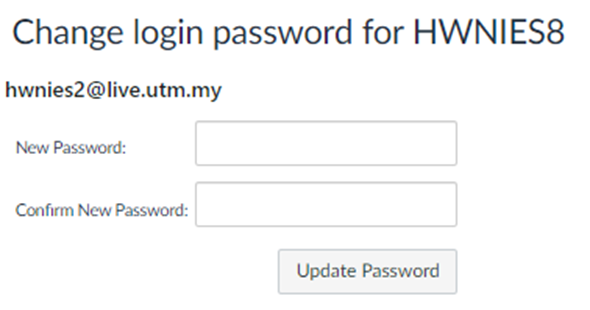 Change login password for HWNIES8
hwnies2@live.utm.my
New Password:
Confirm New Password:
Update Password